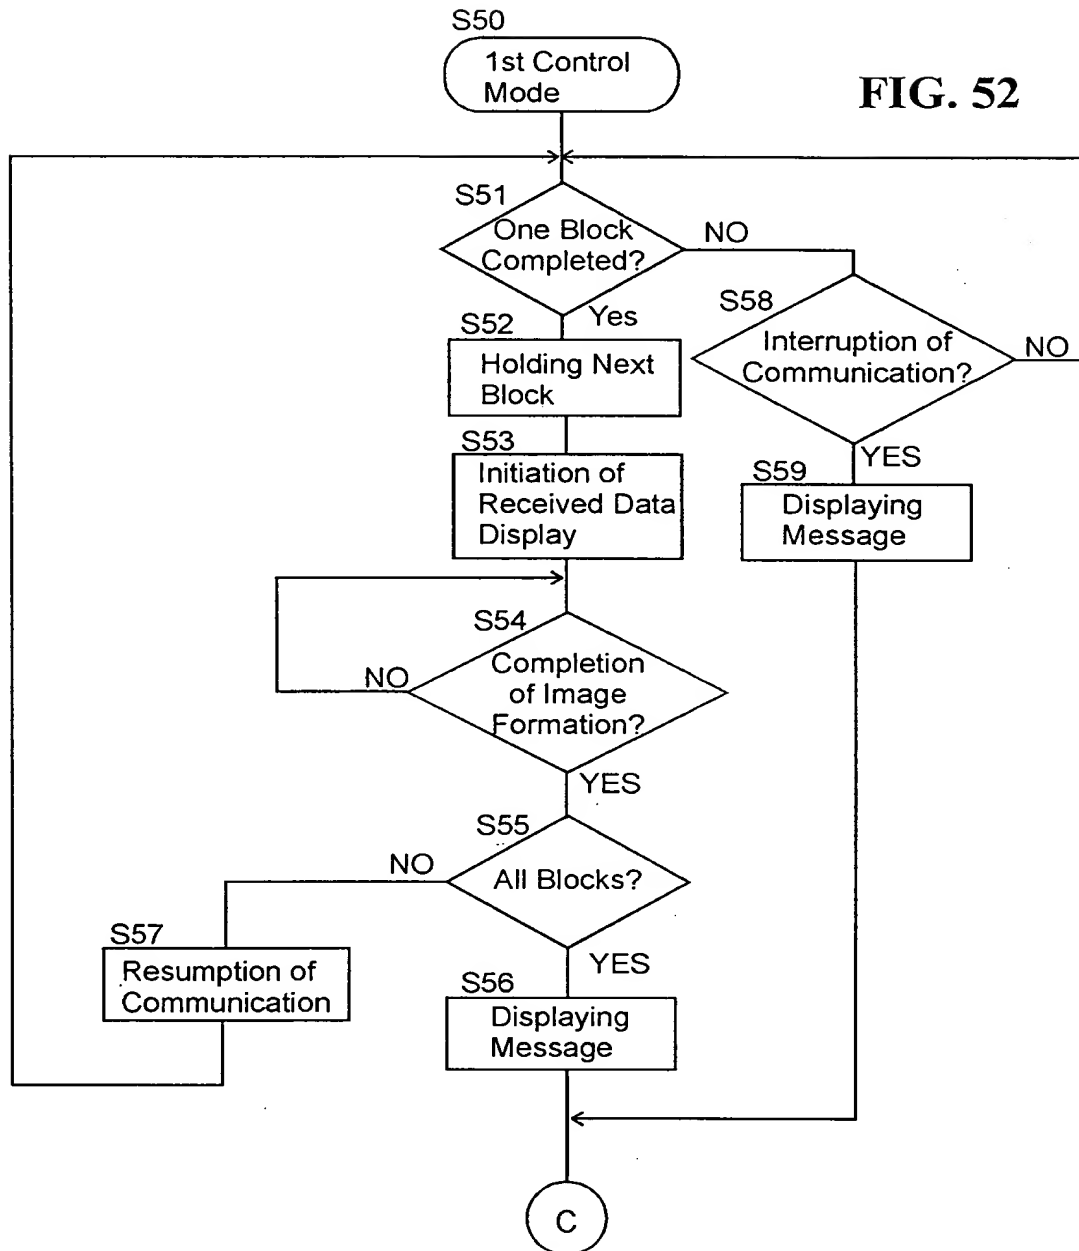 S50
1st Control
Mode
FIG. 52
S51
One Block
Completed?
NO
Yes
S58
Interruption of
Communication?
NO
YES
S52
Holding Next
Block
S53
Initiation of
Received Data
Display
S59
Displaying
Message
S54
Completion
of Image
Formation?
NO
YES
S55
All Blocks?
NO
YES
S57
Resumption of
Communication
S56
Displaying
Message
C